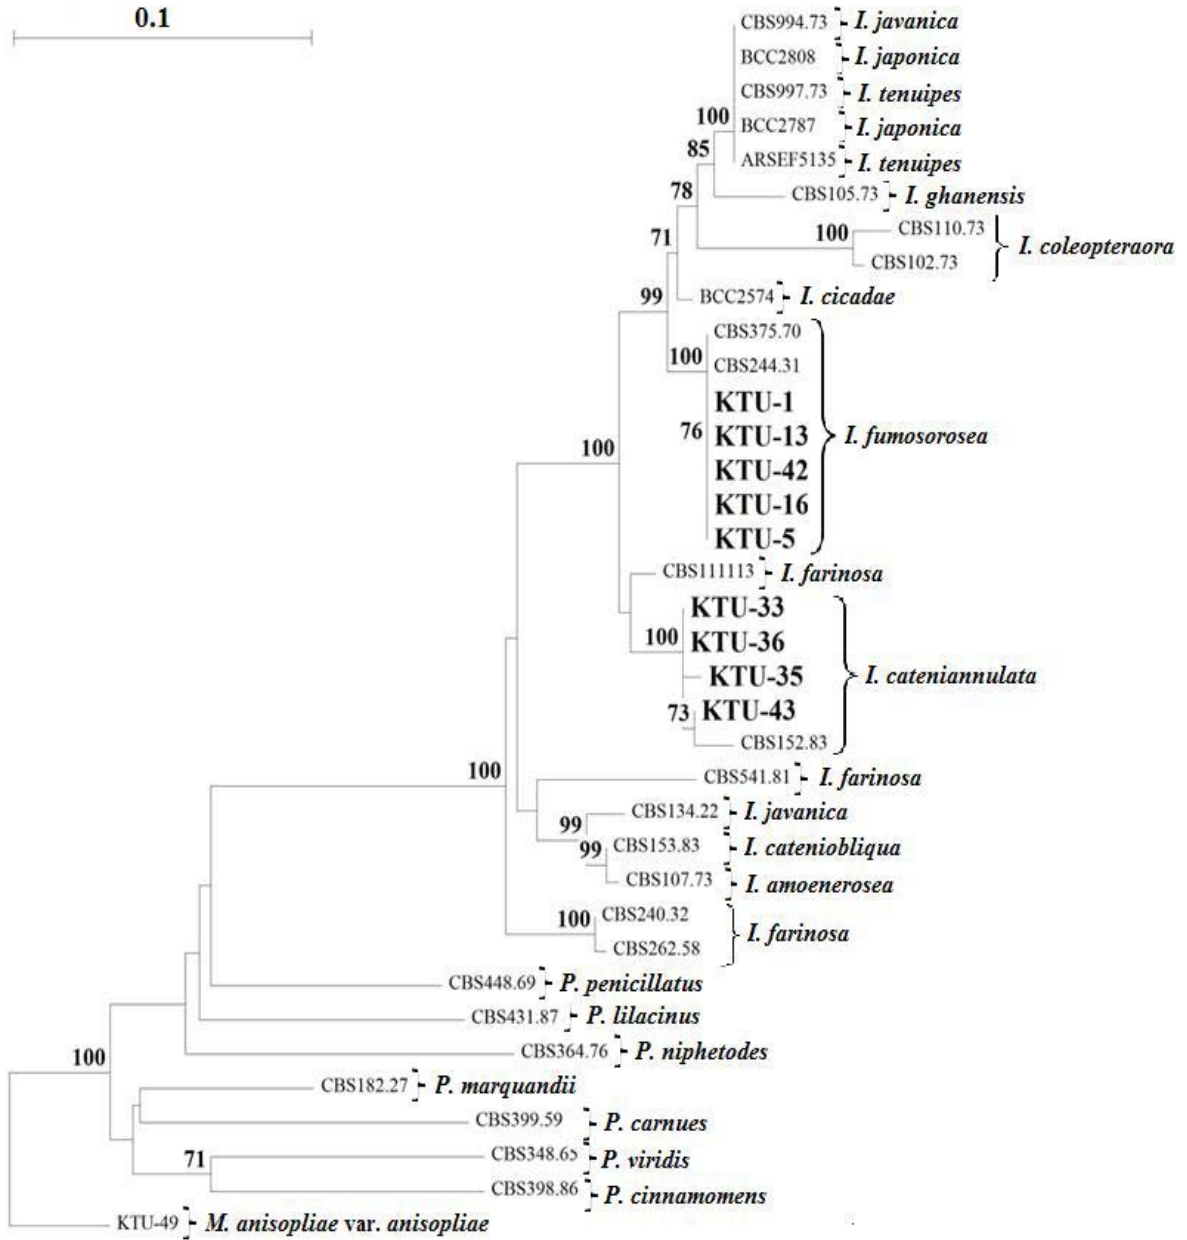 0.1
CBS994.73 I. javanica
BCC2808 I. japonica
CBS997.73 I. tenuipes
100
BCC2787 I. japonica
85
ARSEF5135 I. tenuipes
78
CBS105.73 I. ghanensis
71
100
CBS110.73
I. coleopteraora
CBS102.73
99
BCC2574 I. cicadae
CBS375.70
100
CBS244.31
KTU-1
76
KTU-13 I. fumosorosea
100
KTU-42
KTU-16
KTU-5
CBS111113 I. farinosa
KTU-33
100
KTU-36
KTU-35 I. cateniannulata
73
KTU-43
CBS152.83
100
CBS541.81 I. farinosa
CBS134.22 I. javanica
99
CBS153.83 I. cateniobliqua
99
CBS107.73 I. amoenerosea
100
CBS240.32
I. farinosa
CBS262.58
CBS448.69 P. penicillatus
CBS431.87 P. lilacinus
CBS364.76 P. niphetodes
100
CBS182.27 P. marquandii
CBS399.59 P. carnues
71
CBS348.65 P. viridis
CBS398.86 P. cinnamomens
KTU-49 M. anisopliae var. anisopliae